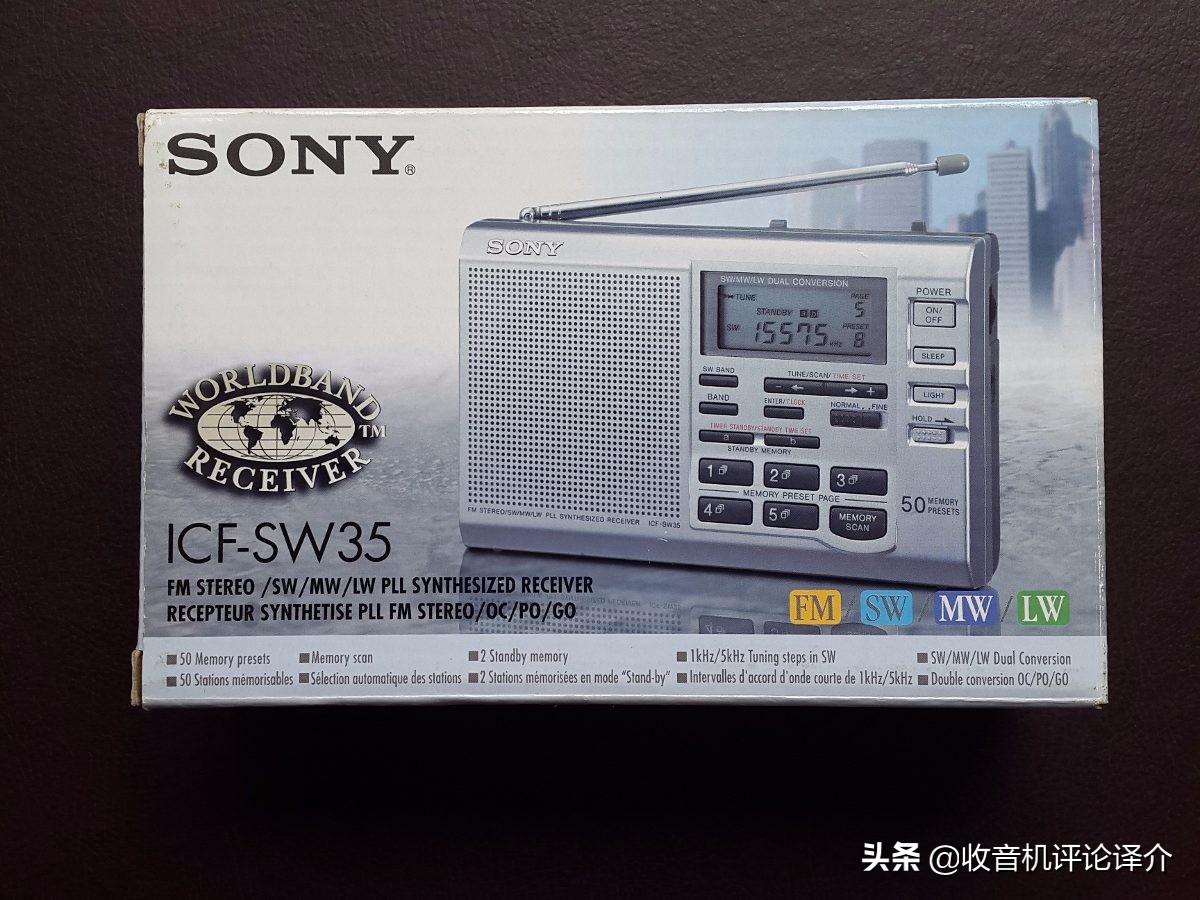 SONY®
SONY
SW/MW/LW DUAL CONVERSION
TUNE
PAGE
5
STANDBY a b
SW 15575 kHz
PRESET
8
POWER
ON/OFF
SLEEP
LIGHT
HOLD
SW BAND
TUNE/SCAN/TIME SET
- +
BAND
ENTER/CLOCK
NORMAL FINE
TIMER STANDBY/STANDBY TIME SET
a b
STANDBY MEMORY
1 2 3
MEMORY PRESET PAGE
4 5
MEMORY SCAN
50 MEMORY PRESETS
FM STEREO/SW/MW/LW PLL SYNTHESIZED RECEIVER ICF-SW35
WORLDBAND
RECEIVER
TM
ICF-SW35
FM STEREO /SW/MW/LW PLL SYNTHESIZED RECEIVER
RECEPTEUR SYNTHETISE PLL FM STEREO/OC/PO/GO
FM / SW / MW / LW
50 Memory presets Memory scan 2 Standby memory 1kHz/5kHz Tuning steps in SW SW/MW/LW Dual Conversion
50 Stations mémorisables Sélection automatique des stations 2 Stations mémorisées en mode "Stand-by" Intervalles d'accord d'onde courte de 1kHz/5kHz Double conversion OC/PO/GO
头条 @收音机评论译介